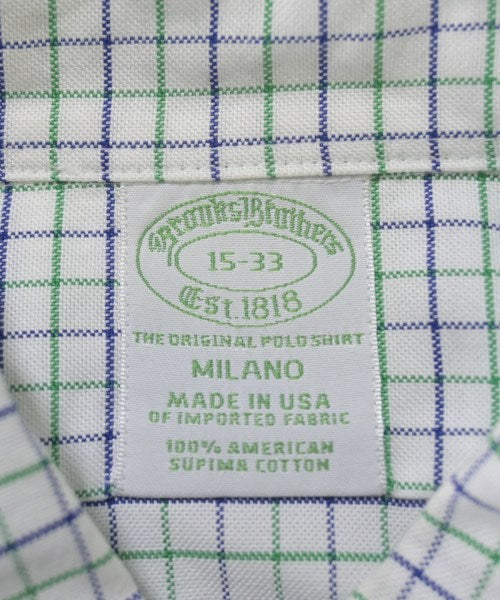 Brooks Brothers
15-33
Est. 1818
THE ORIGINAL POLO SHIRT
MILANO
MADE IN USA
OF IMPORTED FABRIC
100% AMERICAN
SUPIMA COTTON